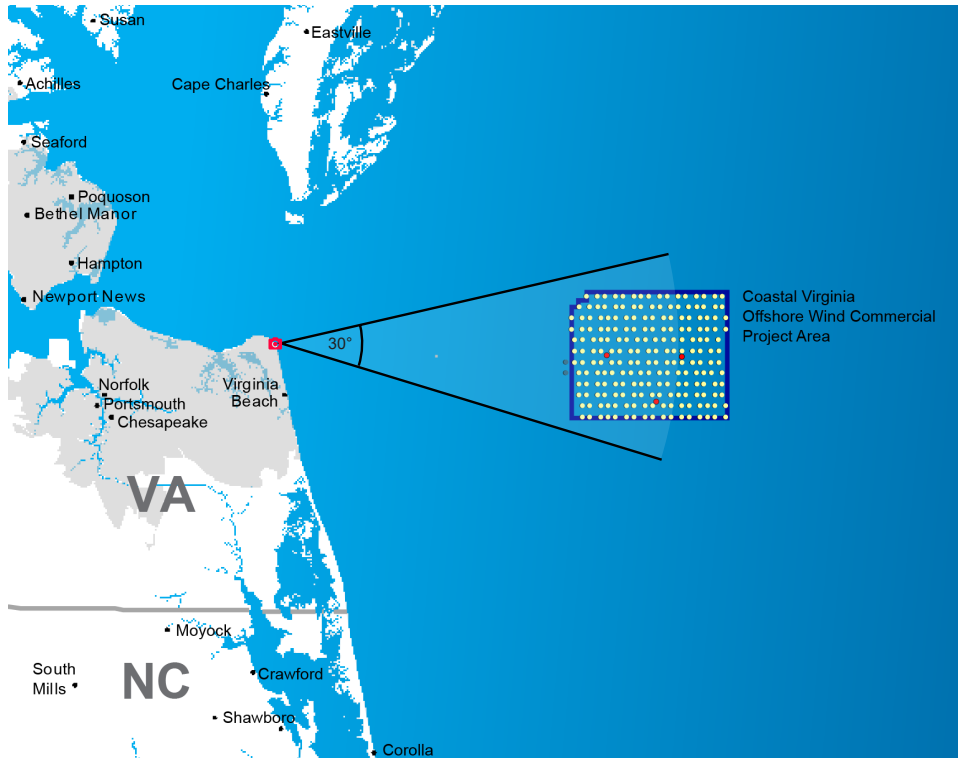 Susan
Eastville
Achilles
Cape Charles
Seaford
Poquoson
Bethel Manor
Hampton
Newport News
Coastal Virginia
Offshore Wind Commercial
Project Area
C
30°
Norfolk
Virginia
Beach
Portsmouth
Chesapeake
VA
Moyock
South
Mills
NC
Crawford
Shawboro
Corolla